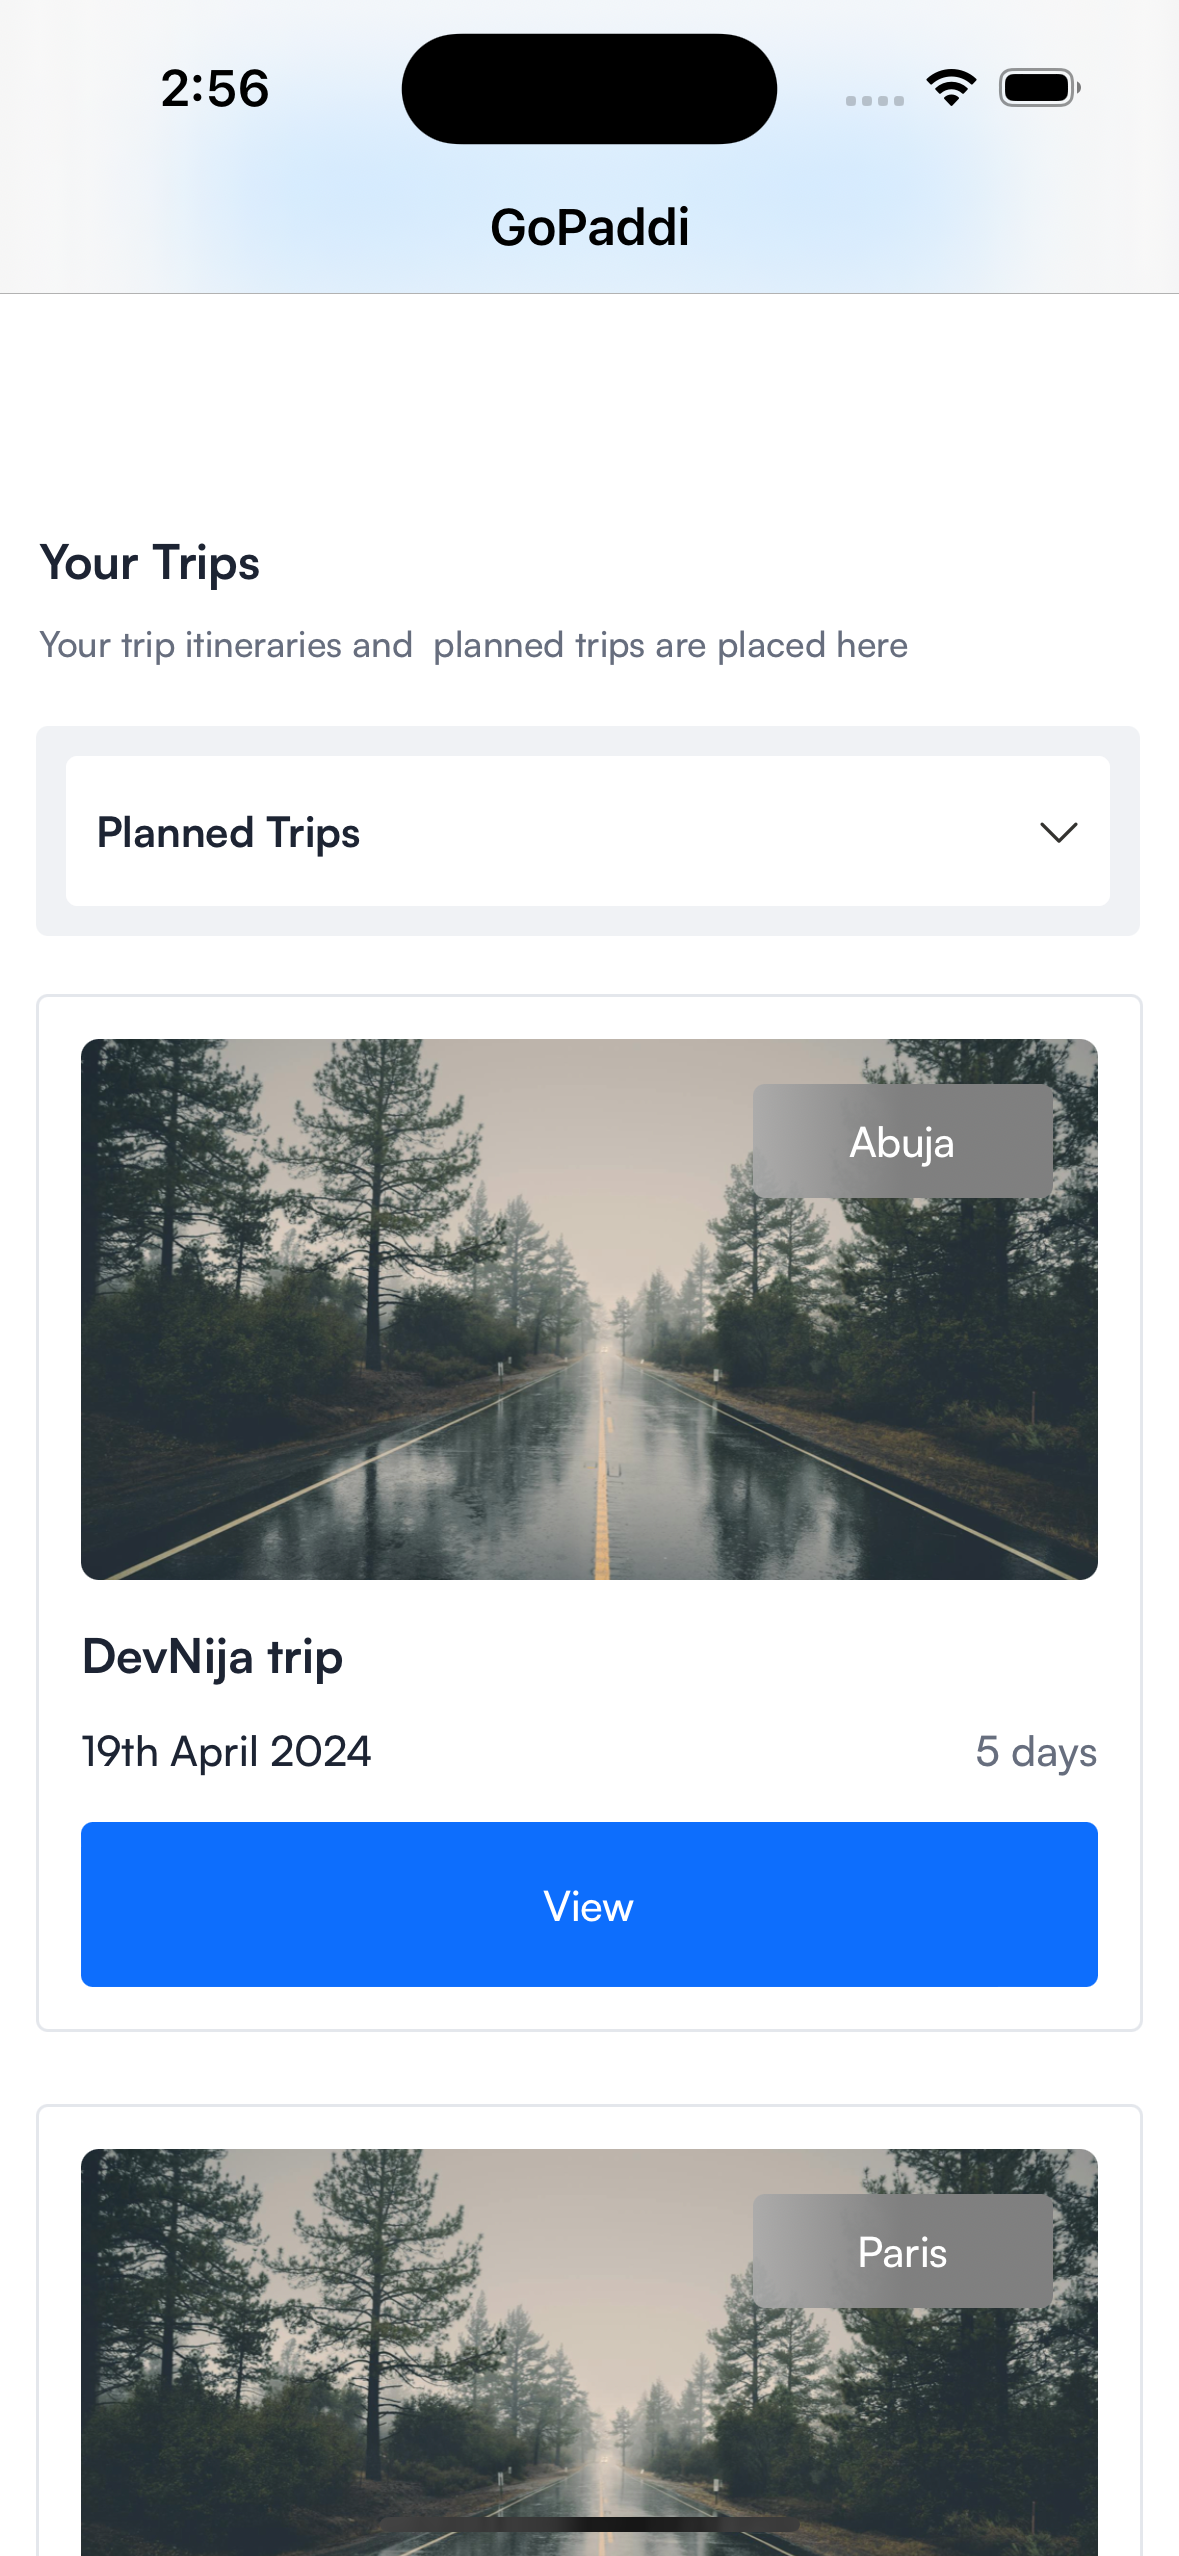 2:56
GoPaddi
Your Trips
Your trip itineraries and  planned trips are placed here
Planned Trips
Abuja
DevNija trip
19th April 2024
5 days
View
Paris